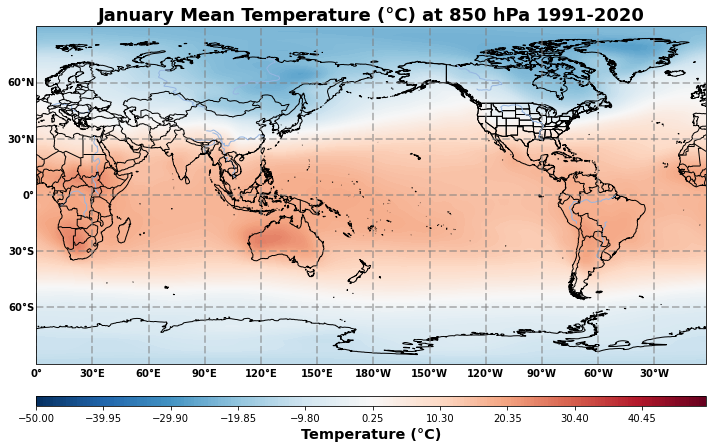 January Mean Temperature (°C) at 850 hPa 1991-2020
60°N
30°N
0°
30°S
60°S
0° 30°E 60°E 90°E 120°E 150°E 180°W 150°W 120°W 90°W 60°W 30°W
−50.00 −39.95 −29.90 −19.85 −9.80 0.25 10.30 20.35 30.40 40.45
Temperature (°C)